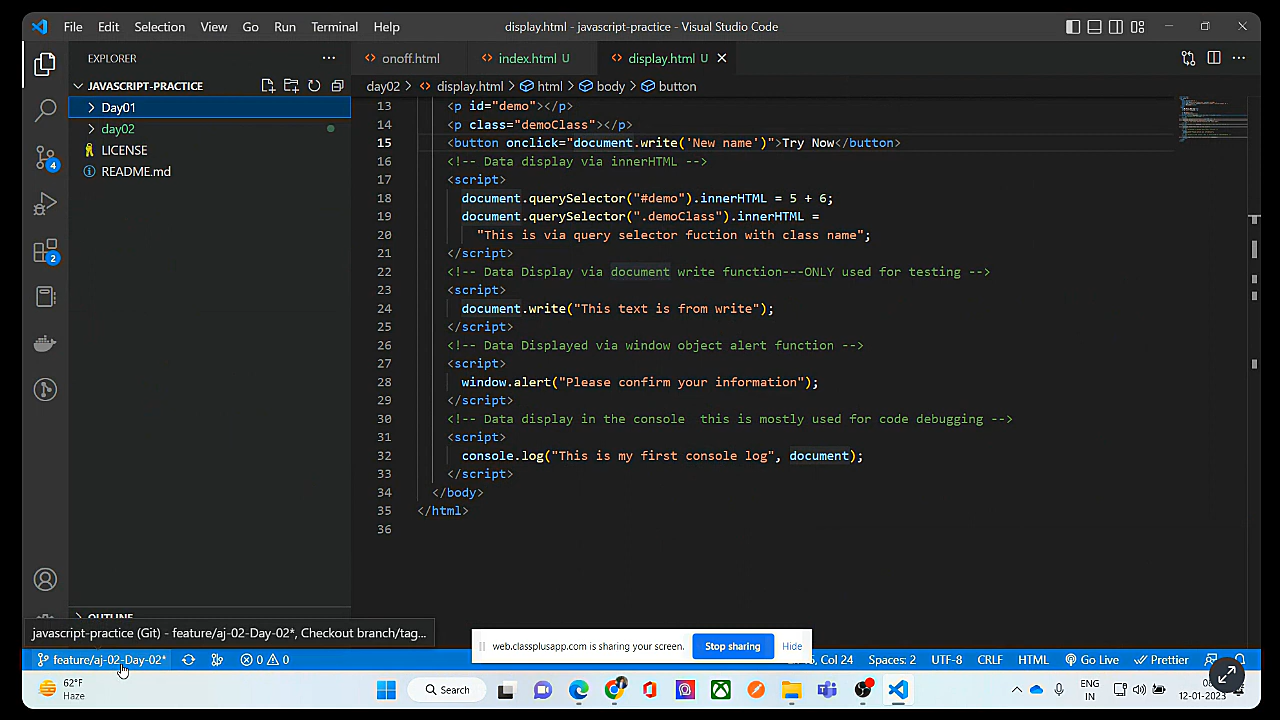 File Edit Selection View Go Run Terminal Help
display.html - javascript-practice - Visual Studio Code
EXPLORER
onoff.html
index.html U
display.html U
JAVASCRIPT-PRACTICE
day02 > display.html > html > body > button
Day01
day02
LICENSE
README.md
13 <p id="demo"></p>
14 <p class="demoClass"></p>
15 <button onclick="document.write('New name')">Try Now</button>
16 <!-- Data display via innerHTML -->
17 <script>
18 document.querySelector("#demo").innerHTML = 5 + 6;
19 document.querySelector(".demoClass").innerHTML =
20 "This is via query selector fuction with class name";
21 </script>
22 <!-- Data Display via document write function---ONLY used for testing -->
23 <script>
24 document.write("This text is from write");
25 </script>
26 <!-- Data Displayed via window object alert function -->
27 <script>
28 window.alert("Please confirm your information");
29 </script>
30 <!-- Data display in the console  this is mostly used for code debugging -->
31 <script>
32 console.log("This is my first console log", document);
33 </script>
34 </body>
35 </html>
36
4
2
OUTLINE
javascript-practice (Git) - feature/aj-02-Day-02*, Checkout branch/tag...
web.classplusapp.com is sharing your screen. Stop sharing Hide
feature/aj-02-Day-02* 0 0
Col 24 Spaces: 2 UTF-8 CRLF HTML Go Live Prettier
62°F
Haze
Search
ENG
IN
12-01-2023